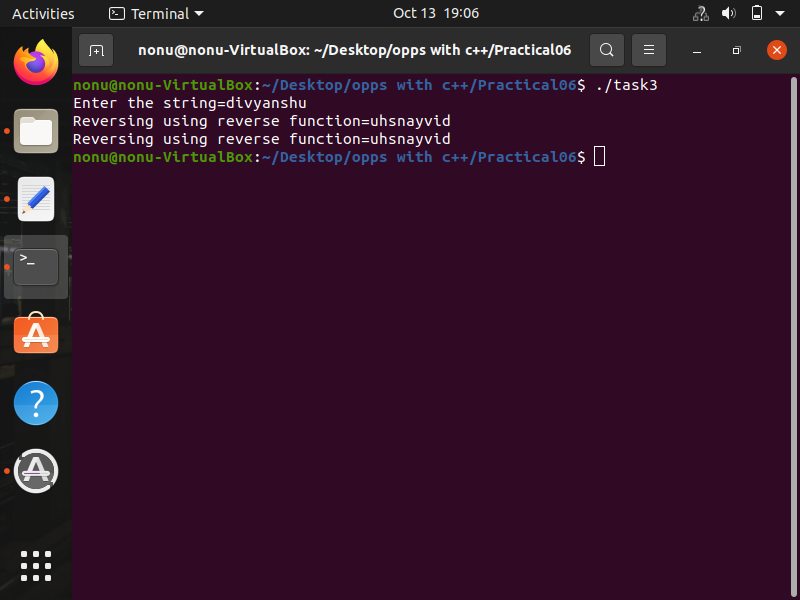 Activities Terminal Oct 13 19:06
nonu@nonu-VirtualBox: ~/Desktop/opps with c++/Practical06
nonu@nonu-VirtualBox:~/Desktop/opps with c++/Practical06$ ./task3
Enter the string=divyanshu
Reversing using reverse function=uhsnayvid
Reversing using reverse function=uhsnayvid
nonu@nonu-VirtualBox:~/Desktop/opps with c++/Practical06$